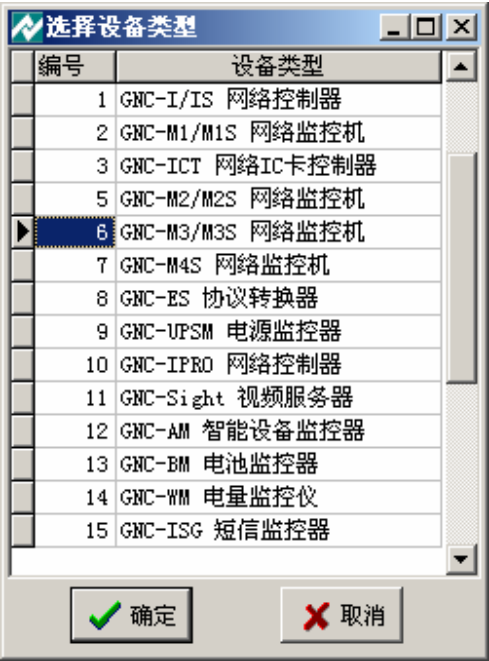 选择设备类型
编号 设备类型
1 GNC-I/IS 网络控制器
2 GNC-M1/M1S 网络监控机
3 GNC-ICT 网络IC卡控制器
5 GNC-M2/M2S 网络监控机
6 GNC-M3/M3S 网络监控机
7 GNC-M4S 网络监控机
8 GNC-ES 协议转换器
9 GNC-UPSM 电源监控器
10 GNC-IPRO 网络控制器
11 GNC-Sight 视频服务器
12 GNC-AM 智能设备监控器
13 GNC-BM 电池监控器
14 GNC-WM 电量监控仪
15 GNC-ISG 短信监控器
确定 取消